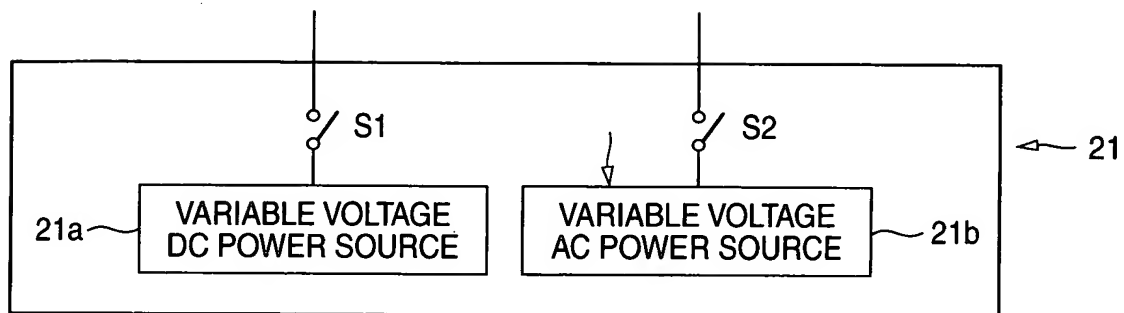 S1
S2
21
21a
VARIABLE VOLTAGE
DC POWER SOURCE
VARIABLE VOLTAGE
AC POWER SOURCE
21b